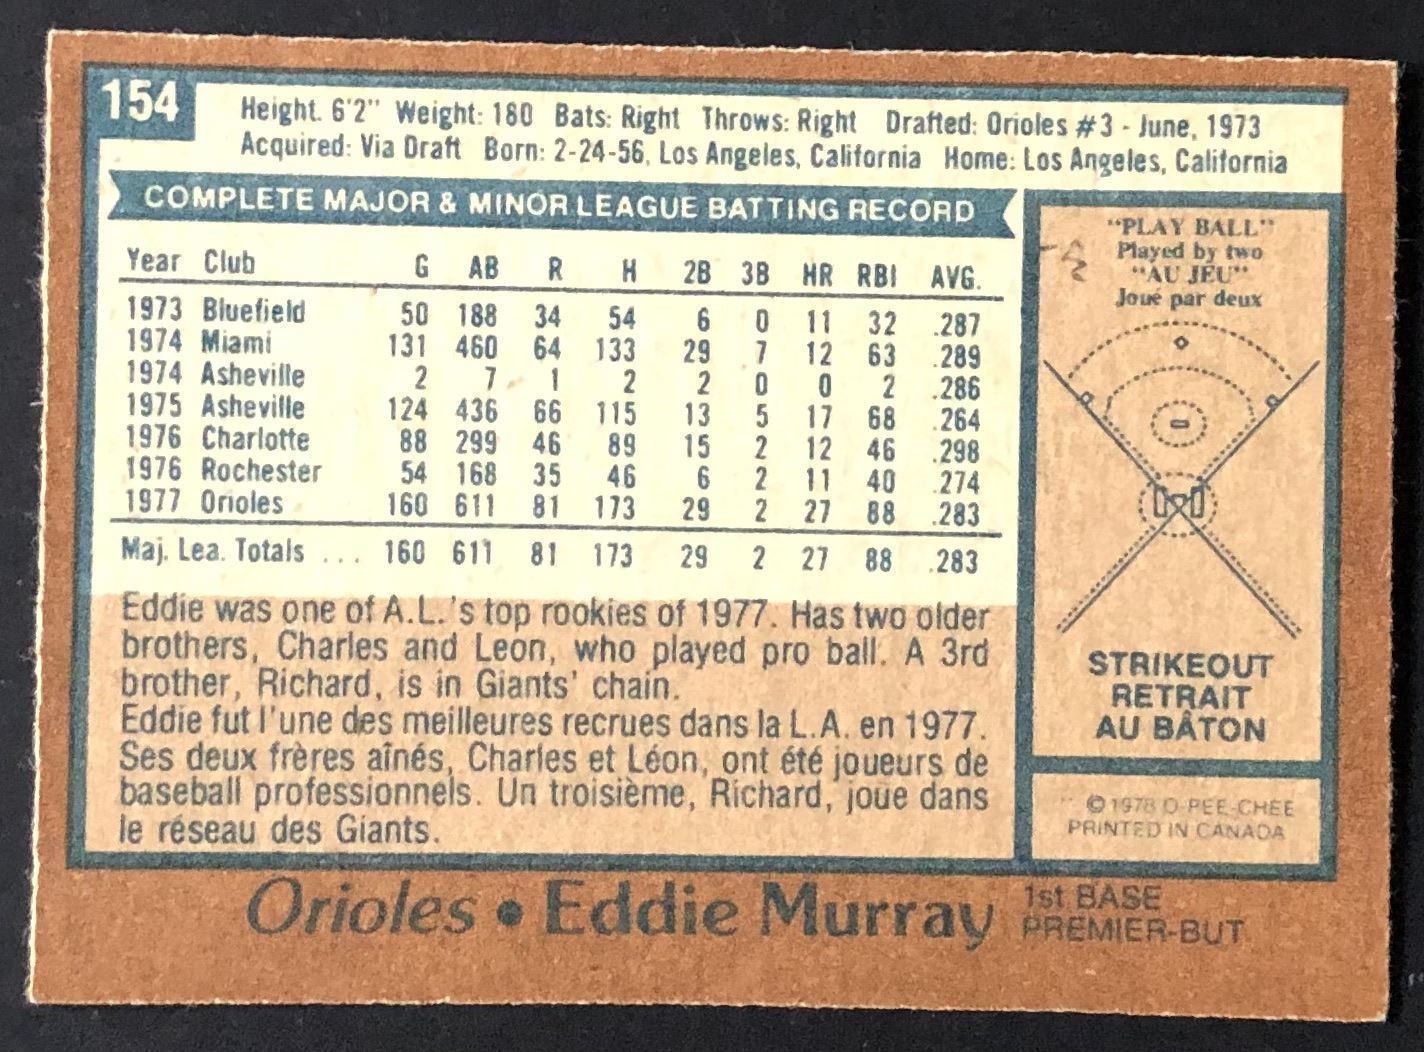 154
Height. 6'2" Weight: 180 Bats: Right Throws: Right Drafted: Orioles #3 - June, 1973
Acquired: Via Draft Born: 2-24-56, Los Angeles, California Home: Los Angeles, California
COMPLETE MAJOR & MINOR LEAGUE BATTING RECORD
Year Club G AB R H 2B 3B HR RBI AVG.
1973 Bluefield 50 188 34 54 6 0 11 32 .287
1974 Miami 131 460 64 133 29 7 12 63 .289
1974 Asheville 2 7 1 2 2 0 0 2 .286
1975 Asheville 124 436 66 115 13 5 17 68 .264
1976 Charlotte 88 299 46 89 15 2 12 46 .298
1976 Rochester 54 168 35 46 6 2 11 40 .274
1977 Orioles 160 611 81 173 29 2 27 88 .283
Maj. Lea. Totals ... 160 611 81 173 29 2 27 88 .283
Eddie was one of A.L.'s top rookies of 1977. Has two older
brothers, Charles and Leon, who played pro ball. A 3rd
brother, Richard, is in Giants' chain.
Eddie fut l'une des meilleures recrues dans la L.A. en 1977.
Ses deux frères aînés, Charles et Léon, ont été joueurs de
baseball professionnels. Un troisième, Richard, joue dans
le réseau des Giants.
"PLAY BALL"
Played by two
"AU JEU"
Joué par deux
STRIKEOUT
RETRAIT
AU BÂTON
©1978 O-PEE-CHEE
PRINTED IN CANADA
Orioles • Eddie Murray
1st BASE
PREMIER-BUT